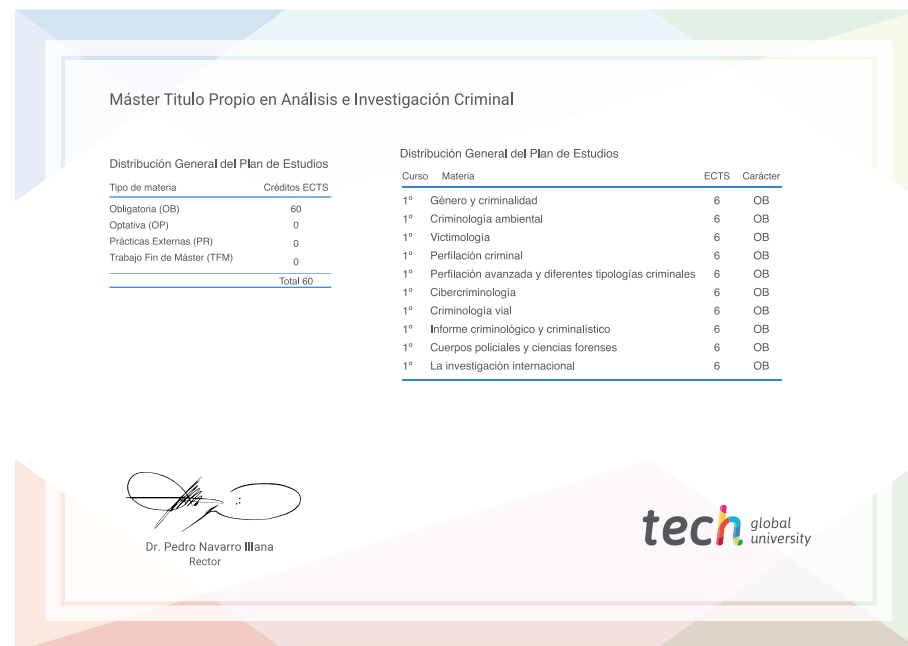 Máster Titulo Propio en Análisis e Investigación Criminal
Distribución General del Plan de Estudios
Tipo de materia Créditos ECTS
Obligatoria (OB) 60
Optativa (OP) 0
Prácticas Externas (PR) 0
Trabajo Fin de Máster (TFM) 0
Total 60
Distribución General del Plan de Estudios
Curso Materia ECTS Carácter
1º Género y criminalidad 6 OB
1º Criminología ambiental 6 OB
1º Victimología 6 OB
1º Perfilación criminal 6 OB
1º Perfilación avanzada y diferentes tipologías criminales 6 OB
1º Cibercriminología 6 OB
1º Criminología vial 6 OB
1º Informe criminológico y criminalístico 6 OB
1º Cuerpos policiales y ciencias forenses 6 OB
1º La investigación internacional 6 OB
Dr. Pedro Navarro Illana
Rector
tech global
university